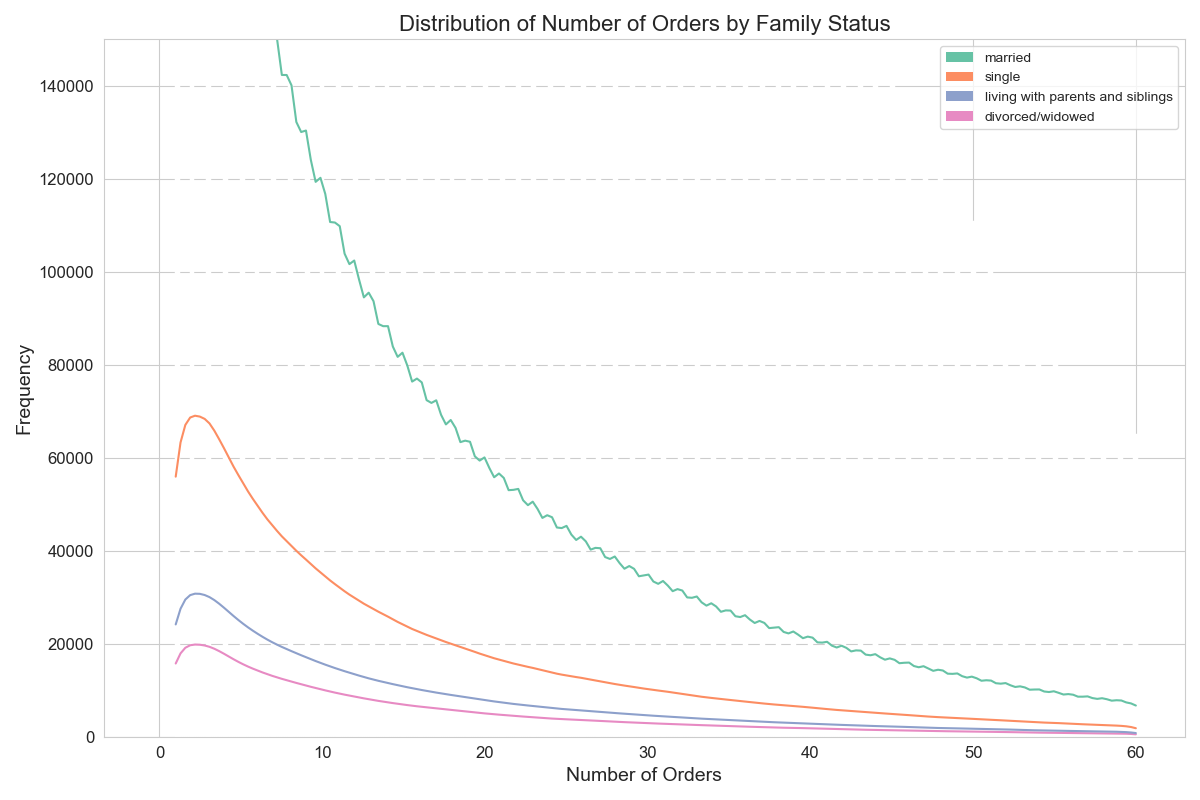 Distribution of Number of Orders by Family Status
married
single
living with parents and siblings
divorced/widowed
140000
120000
100000
80000
60000
40000
20000
0
Frequency
0 10 20 30 40 50 60
Number of Orders